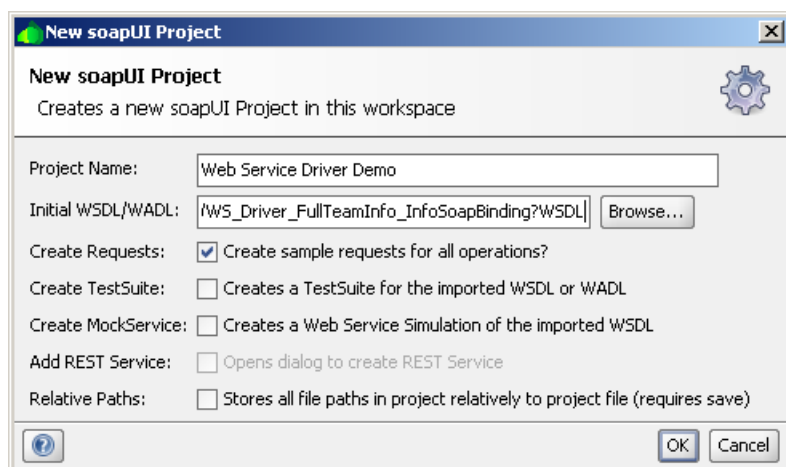 New soapUI Project
New soapUI Project
Creates a new soapUI Project in this workspace
Project Name: Web Service Driver Demo
Initial WSDL/WADL: /WS_Driver_FullTeamInfo_InfoSoapBinding?WSDL Browse...
Create Requests: Create sample requests for all operations?
Create TestSuite: Creates a TestSuite for the imported WSDL or WADL
Create MockService: Creates a Web Service Simulation of the imported WSDL
Add REST Service: Opens dialog to create REST Service
Relative Paths: Stores all file paths in project relatively to project file (requires save)
? OK Cancel